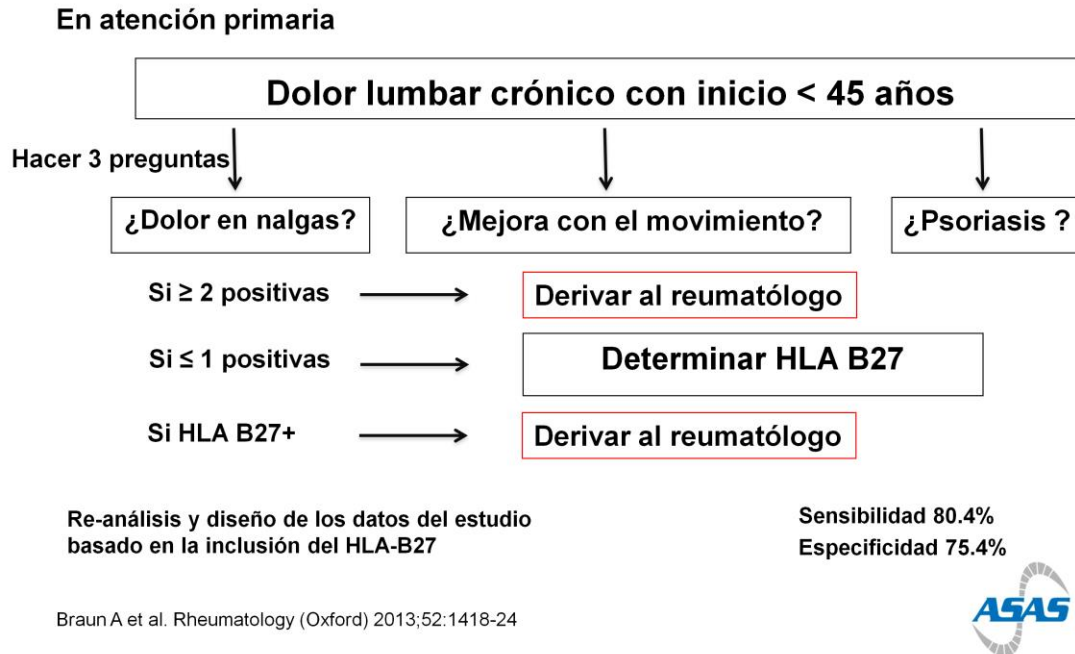 En atención primaria
Dolor lumbar crónico con inicio < 45 años
Hacer 3 preguntas
¿Dolor en nalgas?
¿Mejora con el movimiento?
¿Psoriasis ?
Si ≥ 2 positivas
Derivar al reumatólogo
Si ≤ 1 positivas
Determinar HLA B27
Si HLA B27+
Derivar al reumatólogo
Re-análisis y diseño de los datos del estudio
basado en la inclusión del HLA-B27
Sensibilidad 80.4%
Especificidad 75.4%
Braun A et al. Rheumatology (Oxford) 2013;52:1418-24
ASAS